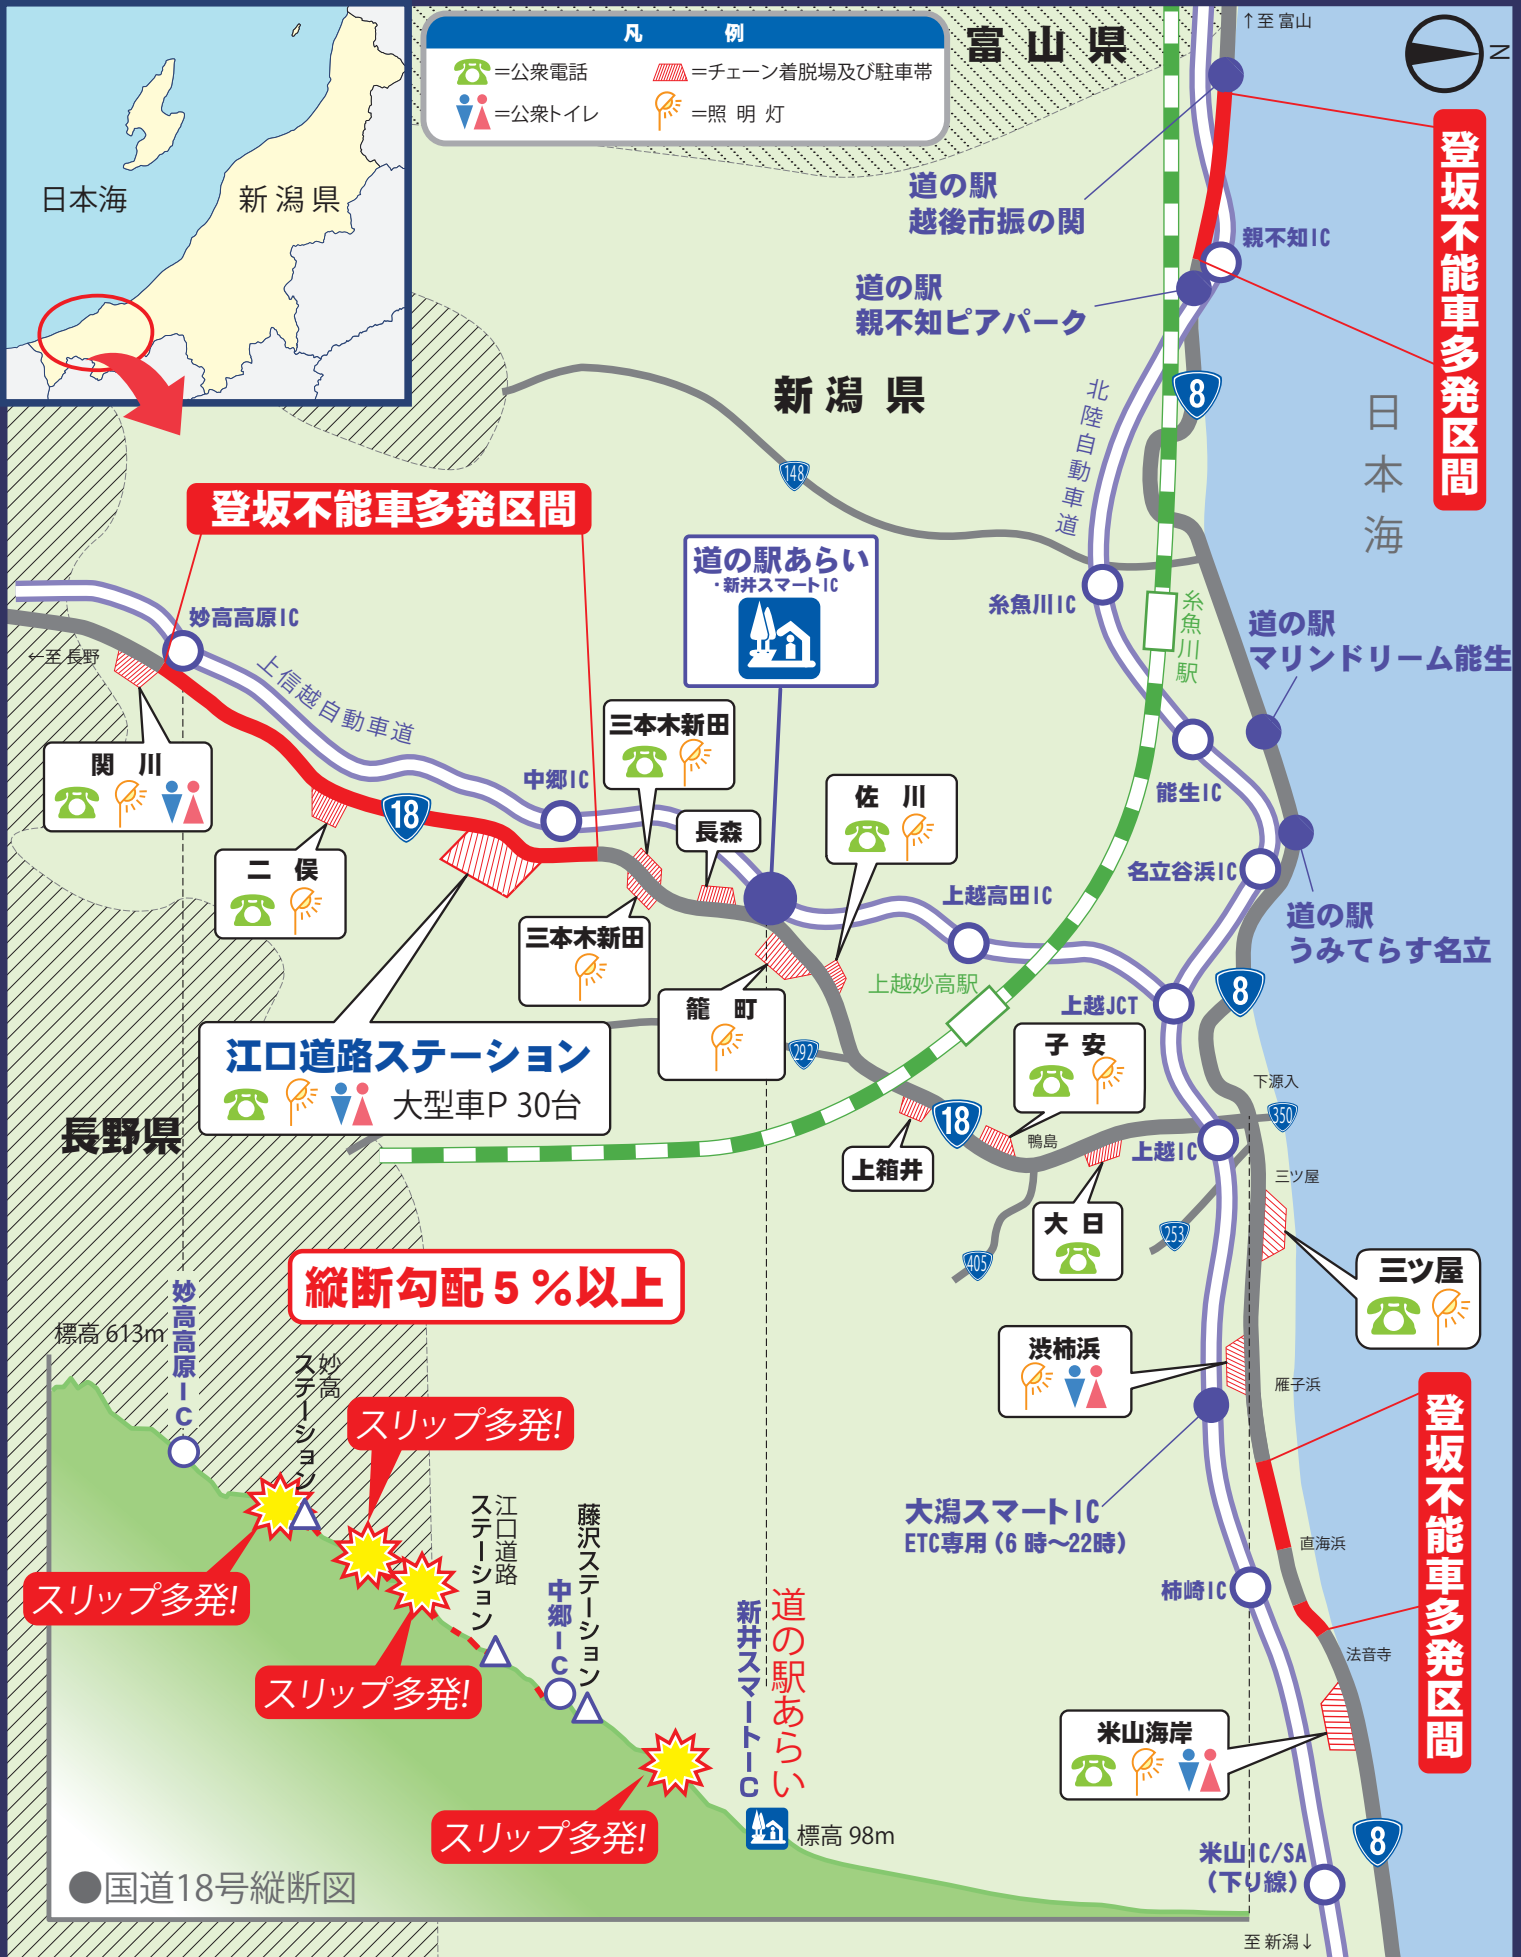 凡 例
=公衆電話
=チェーン着脱場及び駐車帯
=公衆トイレ
=照 明 灯
富 山 県
↑至 富山
N
日本海
新 潟 県
登坂不能車多発区間
道の駅
越後市振の関
親不知IC
道の駅
親不知ピアパーク
新 潟 県
8
北陸自動車道
日本海
148
登坂不能車多発区間
道の駅あらい
・新井スマートIC
糸魚川IC
糸魚川駅
道の駅
マリンドリーム能生
妙高高原IC
←至 長野
上信越自動車道
関 川
三本木新田
中郷IC
18
長森
佐 川
能生IC
二 俣
名立谷浜IC
上越高田IC
道の駅
うみてらす名立
三本木新田
上越妙高駅
8
籠 町
上越JCT
江口道路ステーション
大型車P 30台
292
子 安
下源入
350
長野県
18
鴨島
上越IC
上箱井
三ツ屋
大 日
253
405
三ツ屋
縦断勾配5%以上
標高 613m
妙高高原IC
渋柿浜
雁子浜
妙高
ステーション
スリップ多発!
登坂不能車多発区間
大潟スマートIC
ETC専用（6 時〜22時）
江口道路
ステーション
藤沢ステーション
直海浜
スリップ多発!
中郷IC
柿崎IC
新井スマートIC
道の駅あらい
法音寺
スリップ多発!
米山海岸
スリップ多発!
標高 98m
8
米山IC/SA
（下り線）
●国道18号縦断図
至 新潟↓